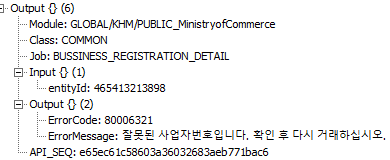 Output {} (6)
Module: GLOBAL/KHM/PUBLIC_MinistryofCommerce
Class: COMMON
Job: BUSSINESS_REGISTRATION_DETAIL
Input {} (1)
entityId: 465413213898
Output {} (2)
ErrorCode: 80006321
ErrorMessage: 잘못된 사업자번호입니다. 확인 후 다시 거래하십시오.
API_SEQ: e65ec61c58603a36032683aeb771bac6